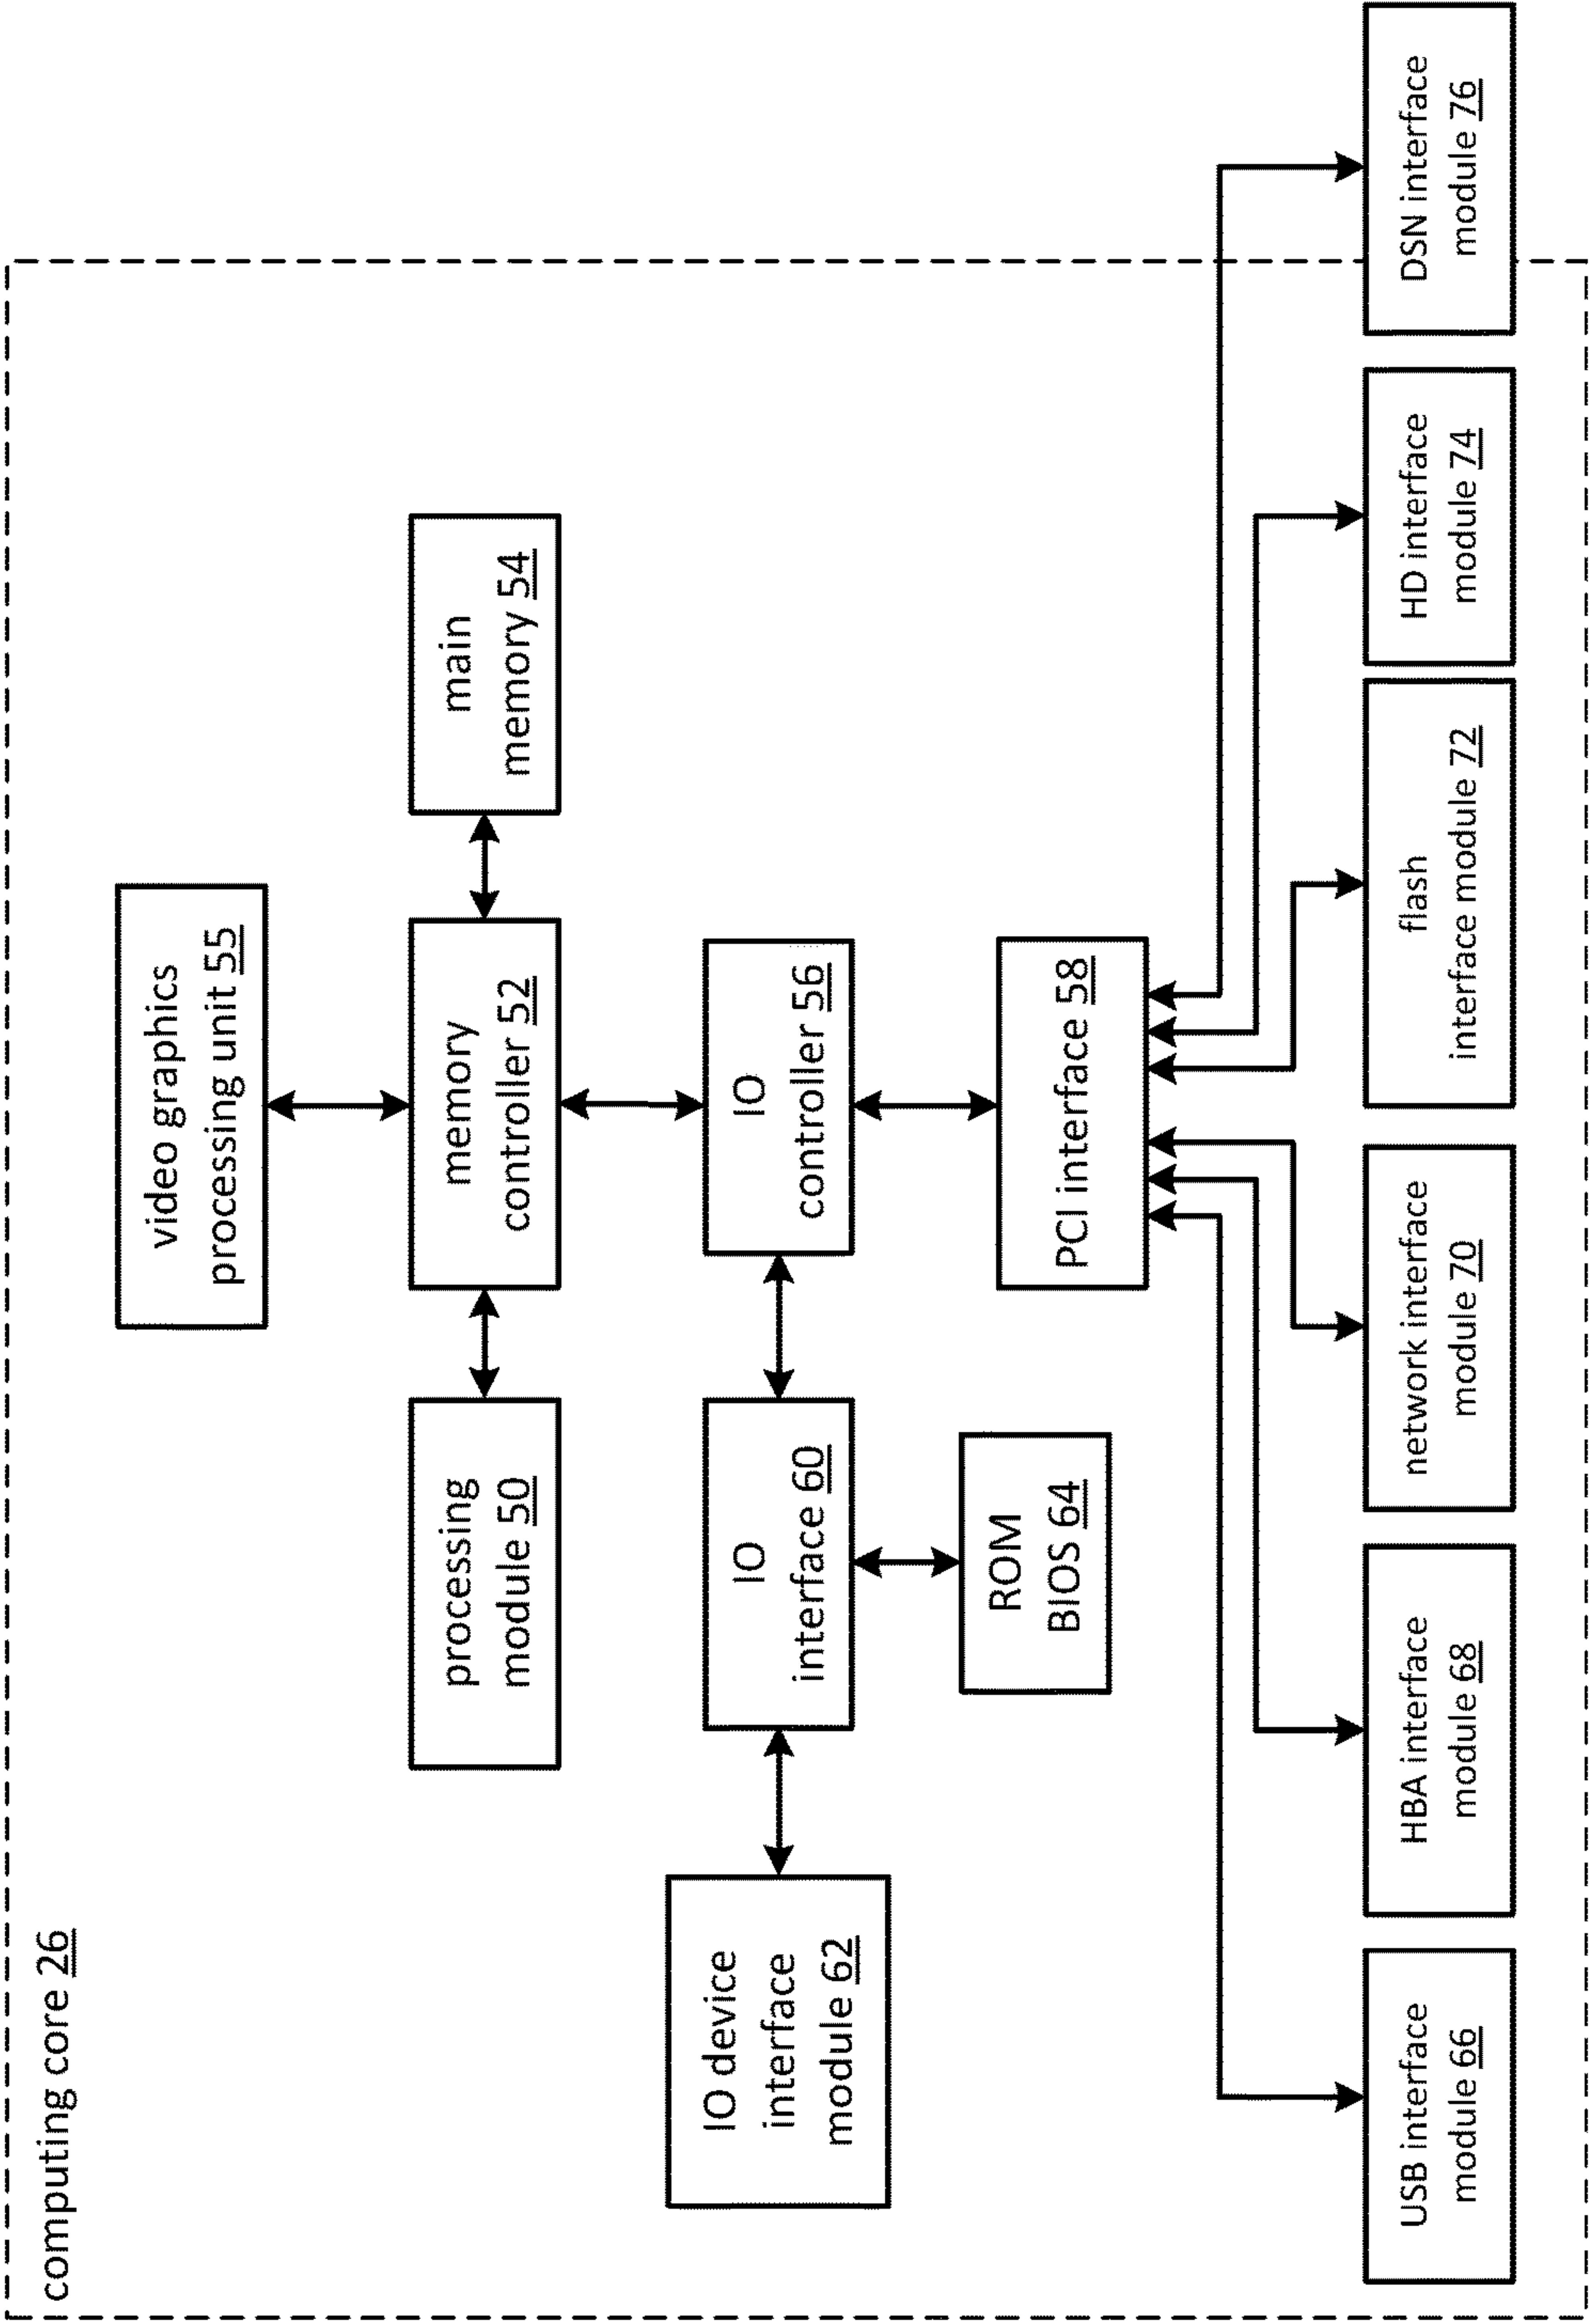 computing core 26
video graphics
processing unit 55
processing
module 50
memory
controller 52
main
memory 54
IO device
interface
module 62
IO
interface 60
IO
controller 56
ROM
BIOS 64
PCI interface 58
USB interface
module 66
HBA interface
module 68
network interface
module 70
flash
interface module 72
HD interface
module 74
DSN interface
module 76